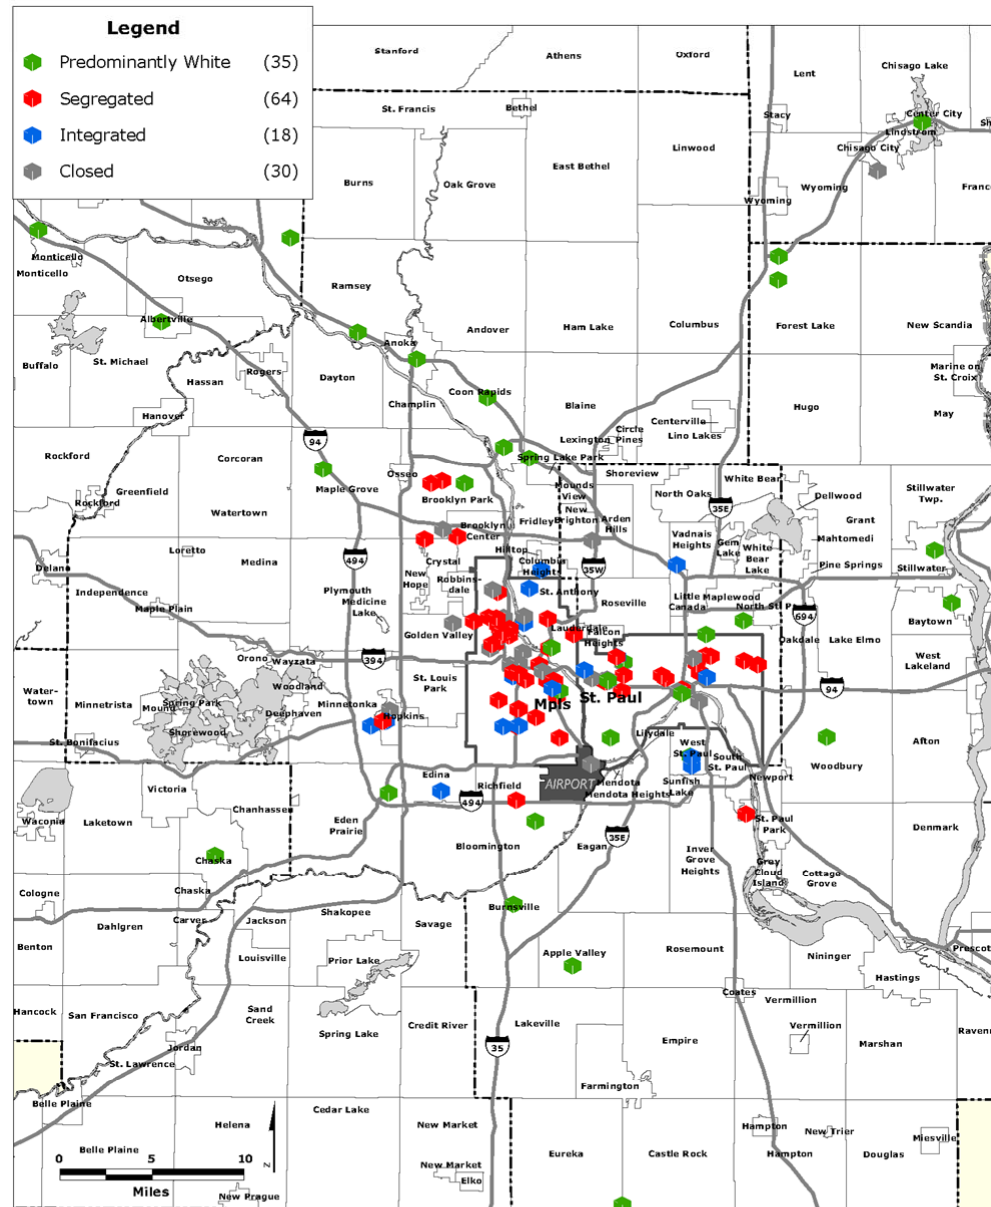 Legend
Predominantly White (35)
Segregated (64)
Integrated (18)
Closed (30)
Stanford
Athens
Oxford
Lent
Chisago Lake
St. Francis
Bethel
Stacy
Center City
Lindstrom
Chisago City
Linwood
East Bethel
Burns
Oak Grove
Wyoming
Wyoming
Franc
Monticello
Monticello
Otsego
Ramsey
Albertville
Andover
Ham Lake
Columbus
Forest Lake
New Scandia
Anoka
Buffalo
St. Michael
Hassan
Rogers
Dayton
Marine on
St. Croix
Champlin
Coon Rapids
Blaine
Hanover
Circle
Pines
Lexington
Centerville
Lino Lakes
Hugo
May
Rockford
Corcoran
94
Spring Lake Park
Shoreview
Osseo
Maple Grove
Greenfield
Rockford
Watertown
Brooklyn Park
Mounds
View
New
Brighton
Arden
Hills
North Oaks
White Bear
35E
Dellwood
Grant
Mahtomedi
Stillwater
Twp.
Brooklyn
Center
Fridley
Hilltop
Columbia
Heights
Vadnais
Heights
Gem
Lake
White
Bear
Lake
Pine Springs
Stillwater
Loretto
Medina
494
Crystal
New
Hope
Robbins-
dale
35W
St. Anthony
Delano
Independence
Maple Plain
Plymouth
Medicine
Lake
Roseville
Little
Canada
Maplewood
North St P
694
Baytown
Golden Valley
Lauderdale
Falcon
Heights
Oakdale
Lake Elmo
West
Lakeland
Orono
Wayzata
394
Woodland
St. Louis
Park
94
Water-
town
Minnetrista
Mound
Spring Park
Deephaven
Minnetonka
Hopkins
Mpls
St. Paul
Shorewood
St. Bonifacius
Lilydale
West
St. Paul
South
St. Paul
Woodbury
Afton
Victoria
Edina
Richfield
AIRPORT
Mendota
Mendota Heights
Sunfish
Lake
Newport
Waconia
Laketown
Chanhassen
Eden
Prairie
494
St. Paul
Park
Denmark
35E
Bloomington
Eagan
Inver
Grove
Heights
Grey
Cloud
Island
Cottage
Grove
Chaska
Chaska
Cologne
Carver
Dahlgren
Jackson
Shakopee
Savage
Burnsville
Benton
Louisville
Prior Lake
Apple Valley
Rosemount
Nininger
Prescot
Hastings
Coates
Hancock
San Francisco
Sand
Creek
Spring Lake
Credit River
Lakeville
Empire
Vermillion
Vermillion
Marshan
Raven
Jordan
St. Lawrence
35
Farmington
Belle Plaine
Helena
Cedar Lake
New Market
Hampton
New Trier
Miesville
Belle Plaine
Eureka
Castle Rock
Hampton
Douglas
New Market
Elko
New Prague
0 5 10
Miles
N